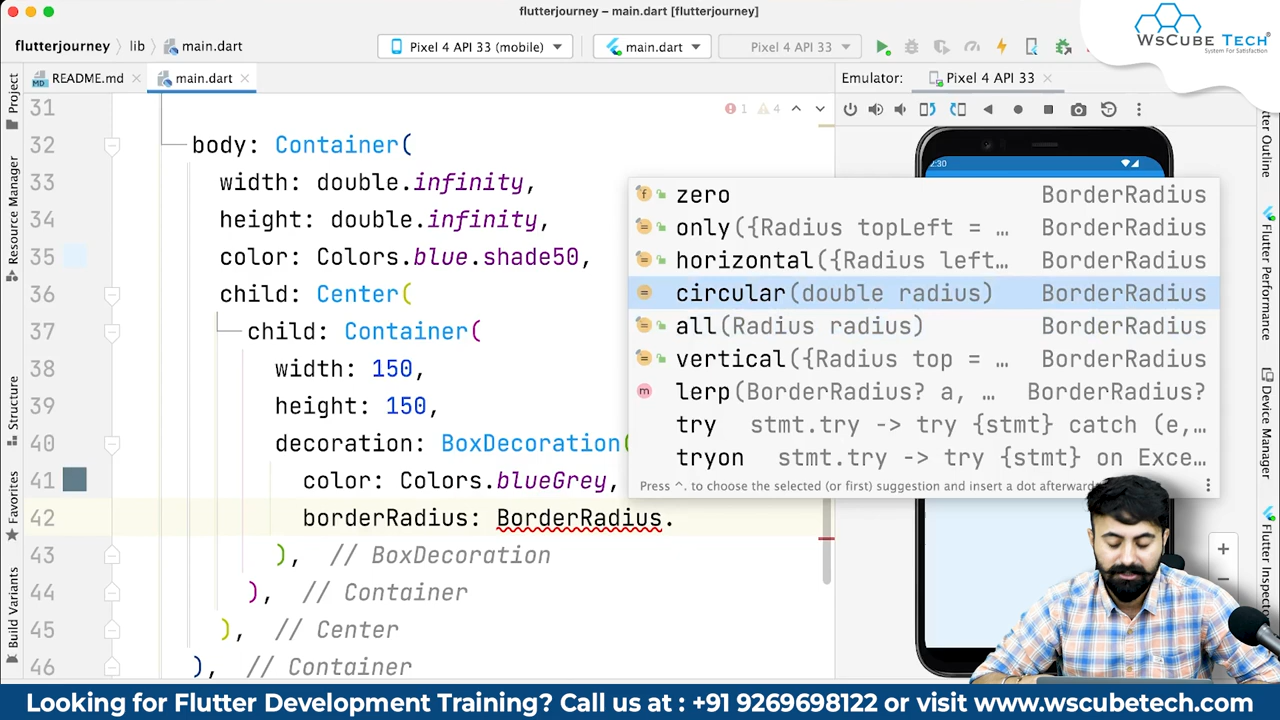 main.dart [flutterjourney]
flutterjourney
lib
main.dart
Pixel 4 API 33 (mobile)
main.dart
Pixel 4 API 33
WsCube Tech
System For Satisfaction
README.md
main.dart
Emulator:
Pixel 4 API 33
Project
Resource Manager
Structure
Favorites
Build Variants
Flutter Outline
Flutter Performance
Device Manager
Flutter Inspector
1
4
2:30
31
32 body: Container(
33 width: double.infinity,
34 height: double.infinity,
35 color: Colors.blue.shade50,
36 child: Center(
37 child: Container(
38 width: 150,
39 height: 150,
40 decoration: BoxDecoration(
41 color: Colors.blueGrey,
42 borderRadius: BorderRadius.
43 ), // BoxDecoration
44 ), // Container
45 ), // Center
46 ), // Container
zero BorderRadius
only({Radius topLeft = … BorderRadius
horizontal({Radius left… BorderRadius
circular(double radius) BorderRadius
all(Radius radius) BorderRadius
vertical({Radius top = … BorderRadius
lerp(BorderRadius? a, … BorderRadius?
try stmt.try -> try {stmt} catch (e,…
tryon stmt.try -> try {stmt} on Exce…
Press ^. to choose the selected (or first) suggestion and insert a dot afterwards
Looking for Flutter Development Training? Call us at : +91 9269698122 or visit www.wscubetech.com